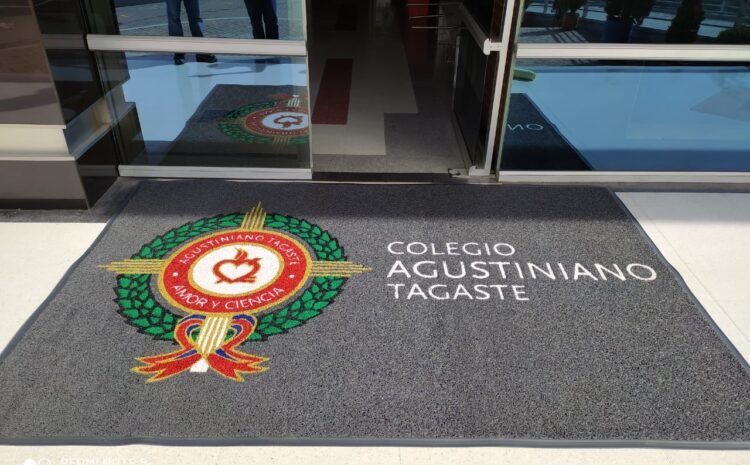 AGUSTINIANO TAGASTE
AMOR Y CIENCIA
COLEGIO
AGUSTINIANO
TAGASTE